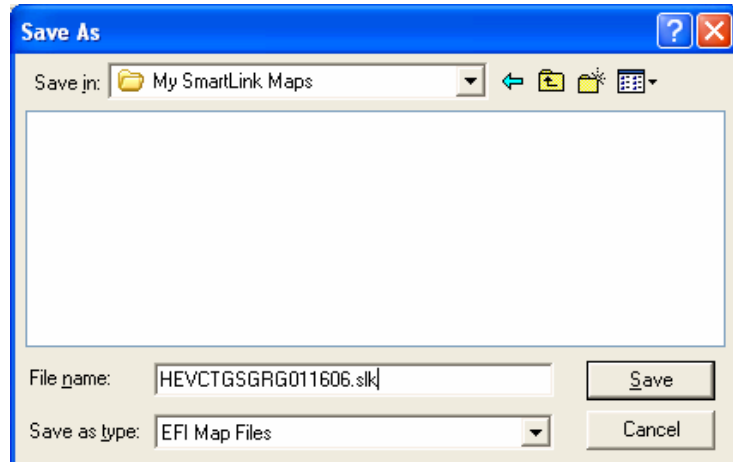 Save As
Save in: My SmartLink Maps
File name: HEVCTGSGRG011606.slk Save
Save as type: EFI Map Files Cancel